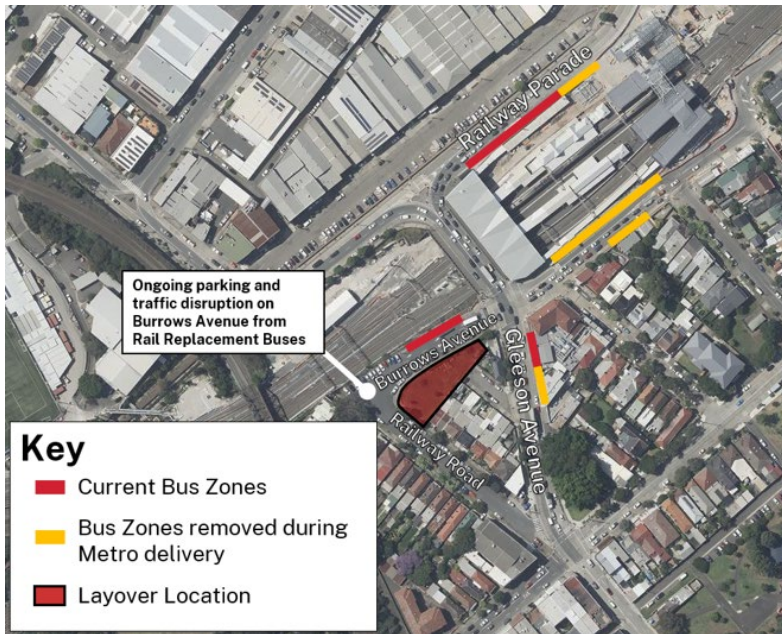 Railway Parade
Ongoing parking and
traffic disruption on
Burrows Avenue from
Rail Replacement Buses
Burrows Avenue
Gleeson Avenue
Railway Road
Key
Current Bus Zones
Bus Zones removed during
Metro delivery
Layover Location